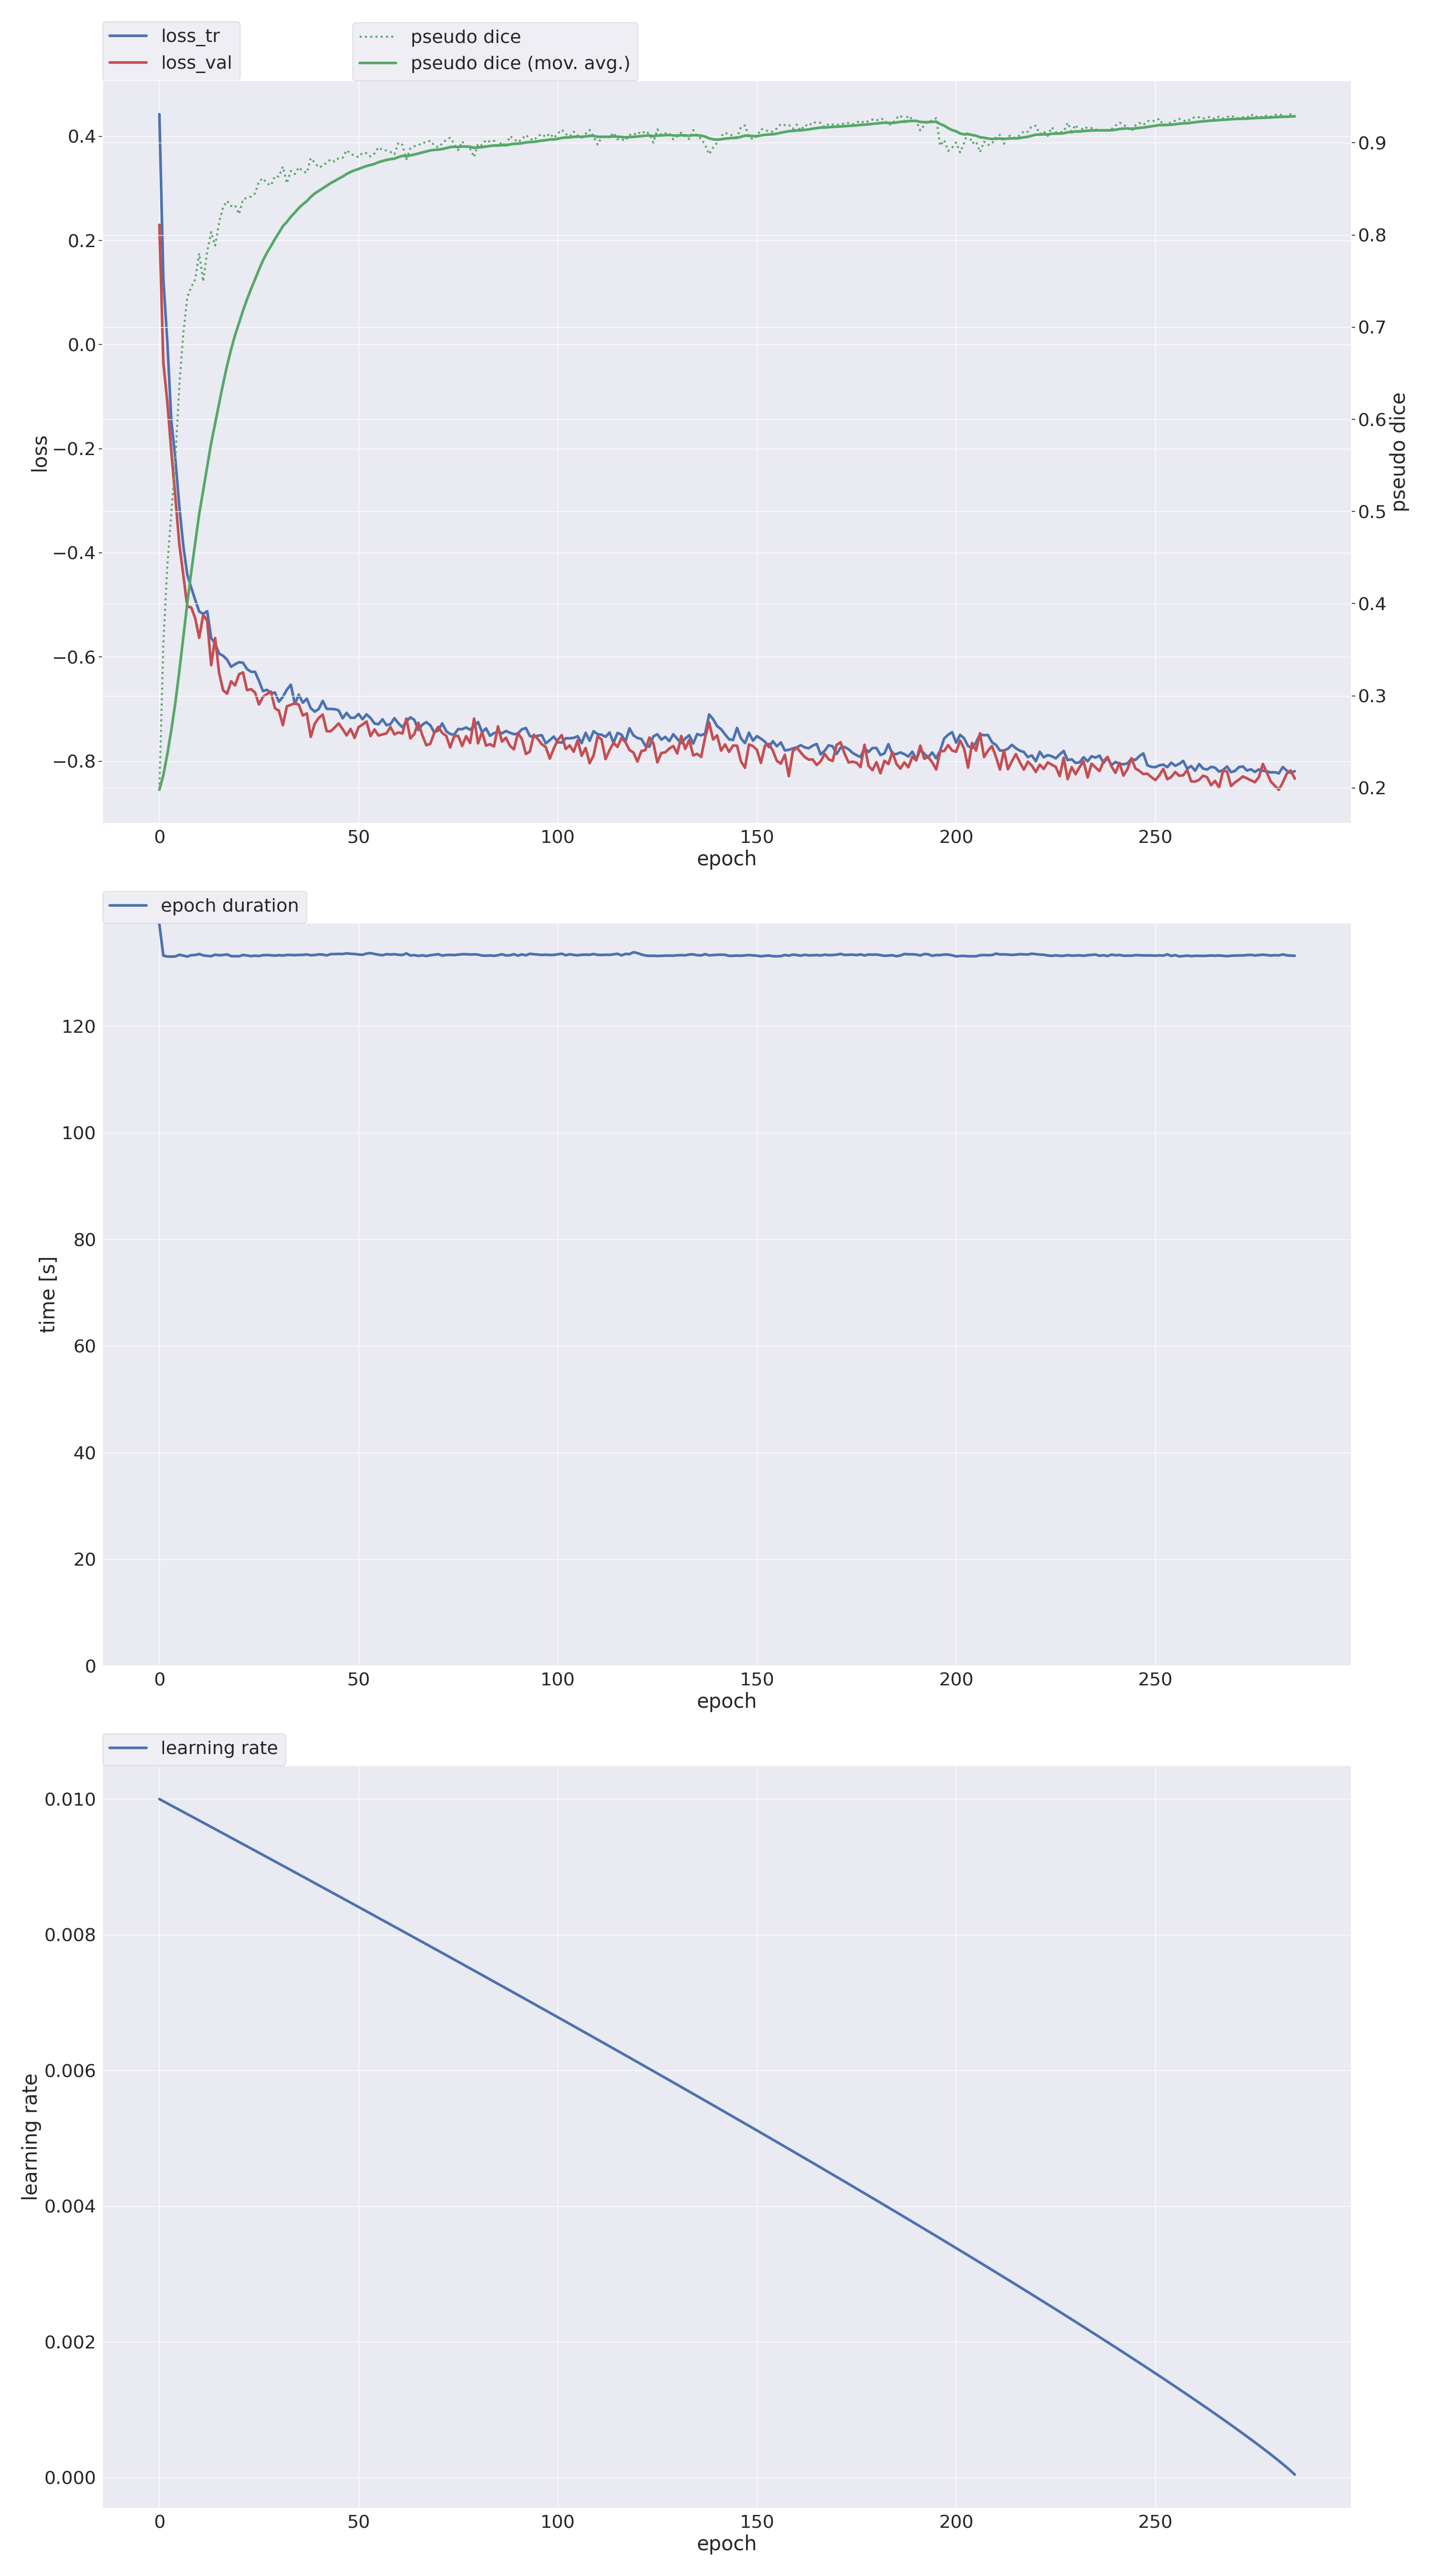 loss_tr
loss_val
pseudo dice
pseudo dice (mov. avg.)
0.4
0.2
0.0
−0.2
−0.4
−0.6
−0.8
loss
0.9
0.8
0.7
0.6
0.5
0.4
0.3
0.2
pseudo dice
0 50 100 150 200 250
epoch
epoch duration
120
100
80
60
40
20
0
time [s]
0 50 100 150 200 250
epoch
learning rate
0.010
0.008
0.006
0.004
0.002
0.000
learning rate
0 50 100 150 200 250
epoch